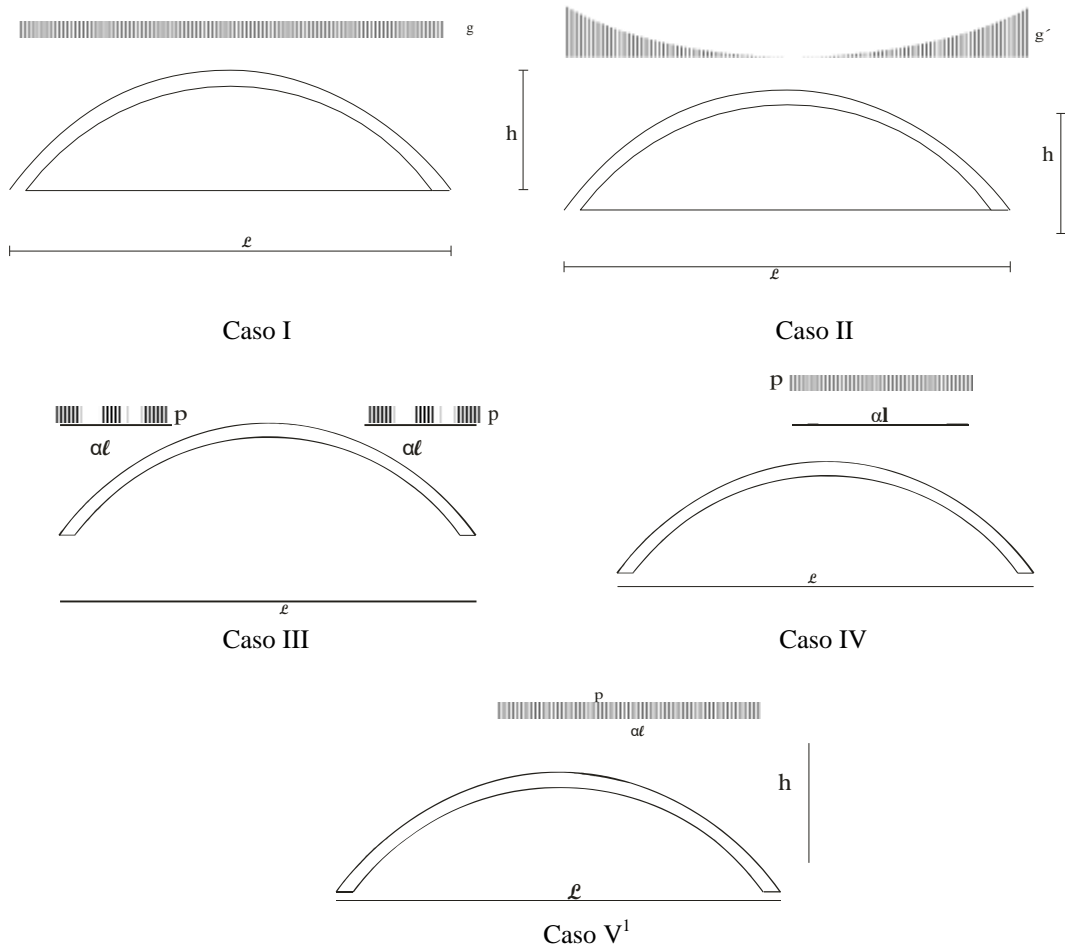 g
h
ℓ
Caso I
g´
h
ℓ
Caso II
p
αℓ
p
αℓ
ℓ
Caso III
p
αl
ℓ
Caso IV
p
αℓ
h
ℓ
Caso V¹